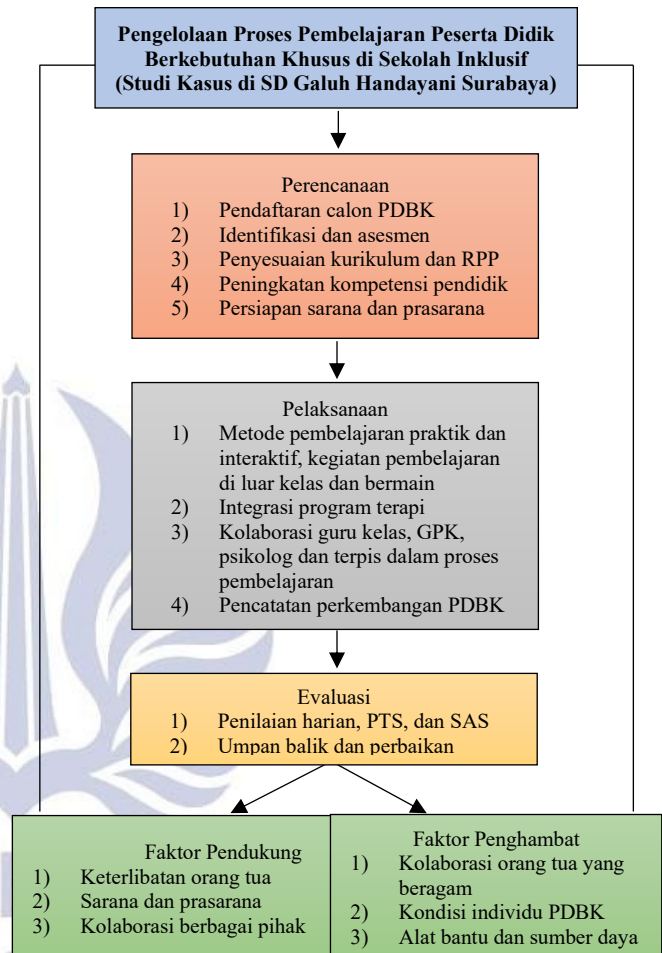 Pengelolaan Proses Pembelajaran Peserta Didik
Berkebutuhan Khusus di Sekolah Inklusif
(Studi Kasus di SD Galuh Handayani Surabaya)
Perencanaan
1) Pendaftaran calon PDBK
2) Identifikasi dan asesmen
3) Penyesuaian kurikulum dan RPP
4) Peningkatan kompetensi pendidik
5) Persiapan sarana dan prasarana
Pelaksanaan
1) Metode pembelajaran praktik dan
interaktif, kegiatan pembelajaran
di luar kelas dan bermain
2) Integrasi program terapi
3) Kolaborasi guru kelas, GPK,
psikolog dan terpis dalam proses
pembelajaran
4) Pencatatan perkembangan PDBK
Evaluasi
1) Penilaian harian, PTS, dan SAS
2) Umpan balik dan perbaikan
Faktor Pendukung
1) Keterlibatan orang tua
2) Sarana dan prasarana
3) Kolaborasi berbagai pihak
Faktor Penghambat
1) Kolaborasi orang tua yang
beragam
2) Kondisi individu PDBK
3) Alat bantu dan sumber daya